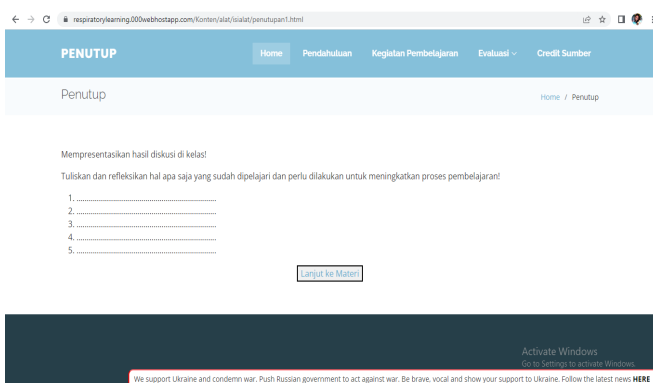 respiratorylearning.000webhostapp.com/Konten/alat/isialat/penutupan1.html
PENUTUP Home Pendahuluan Kegiatan Pembelajaran Evaluasi Credit Sumber
Penutup Home / Penutup
Mempresentasikan hasil diskusi di kelas!
Tuliskan dan refleksikan hal apa saja yang sudah dipelajari dan perlu dilakukan untuk meningkatkan proses pembelajaran!
1. ....................................................................
2. ....................................................................
3. ....................................................................
4. ....................................................................
5. ....................................................................
Lanjut ke Materi
Activate Windows
Go to Settings to activate Windows.
We support Ukraine and condemn war. Push Russian government to act against war. Be brave, vocal and show your support to Ukraine. Follow the latest news HERE